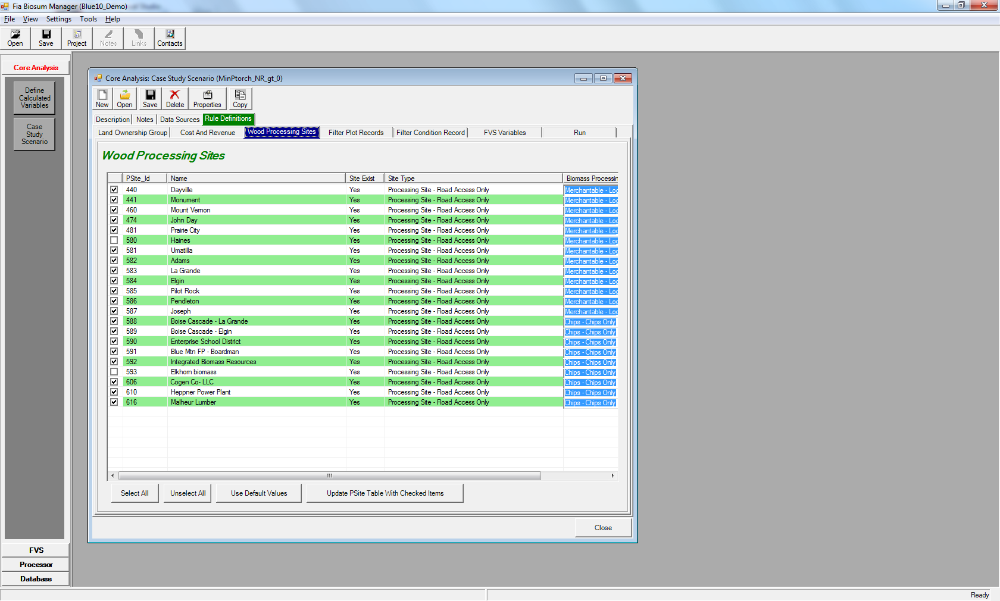 Fia Biosum Manager (Blue10_Demo)
File View Settings Tools Help
Open Save Project Notes Links Contacts
Core Analysis
Define
Calculated
Variables
Case
Study
Scenario
FVS
Processor
Database
Core Analysis: Case Study Scenario (MinPtorch_NR_gt_0)
New Open Save Delete Properties Copy
Description Notes Data Sources Rule Definitions
Land Ownership Group Cost And Revenue Wood Processing Sites Filter Plot Records Filter Condition Record FVS Variables Run
Wood Processing Sites
PSite_Id Name Site Exist Site Type Biomass Processin
440 Dayville Yes Processing Site - Road Access Only Merchantable - Loc
441 Monument Yes Processing Site - Road Access Only Merchantable - Loc
460 Mount Vernon Yes Processing Site - Road Access Only Merchantable - Loc
474 John Day Yes Processing Site - Road Access Only Merchantable - Loc
481 Prairie City Yes Processing Site - Road Access Only Merchantable - Loc
580 Haines Yes Processing Site - Road Access Only Merchantable - Loc
581 Umatilla Yes Processing Site - Road Access Only Merchantable - Loc
582 Adams Yes Processing Site - Road Access Only Merchantable - Loc
583 La Grande Yes Processing Site - Road Access Only Merchantable - Loc
584 Elgin Yes Processing Site - Road Access Only Merchantable - Loc
585 Pilot Rock Yes Processing Site - Road Access Only Merchantable - Loc
586 Pendleton Yes Processing Site - Road Access Only Merchantable - Loc
587 Joseph Yes Processing Site - Road Access Only Merchantable - Loc
588 Boise Cascade - La Grande Yes Processing Site - Road Access Only Chips - Chips Only
589 Boise Cascade - Elgin Yes Processing Site - Road Access Only Chips - Chips Only
590 Enterprise School District Yes Processing Site - Road Access Only Chips - Chips Only
591 Blue Mtn FP - Boardman Yes Processing Site - Road Access Only Chips - Chips Only
592 Integrated Biomass Resources Yes Processing Site - Road Access Only Chips - Chips Only
593 Elkhorn biomass Yes Processing Site - Road Access Only Chips - Chips Only
606 Cogen Co- LLC Yes Processing Site - Road Access Only Chips - Chips Only
610 Heppner Power Plant Yes Processing Site - Road Access Only Chips - Chips Only
616 Malheur Lumber Yes Processing Site - Road Access Only Chips - Chips Only
Select All Unselect All Use Default Values Update PSite Table With Checked Items
Close
Ready